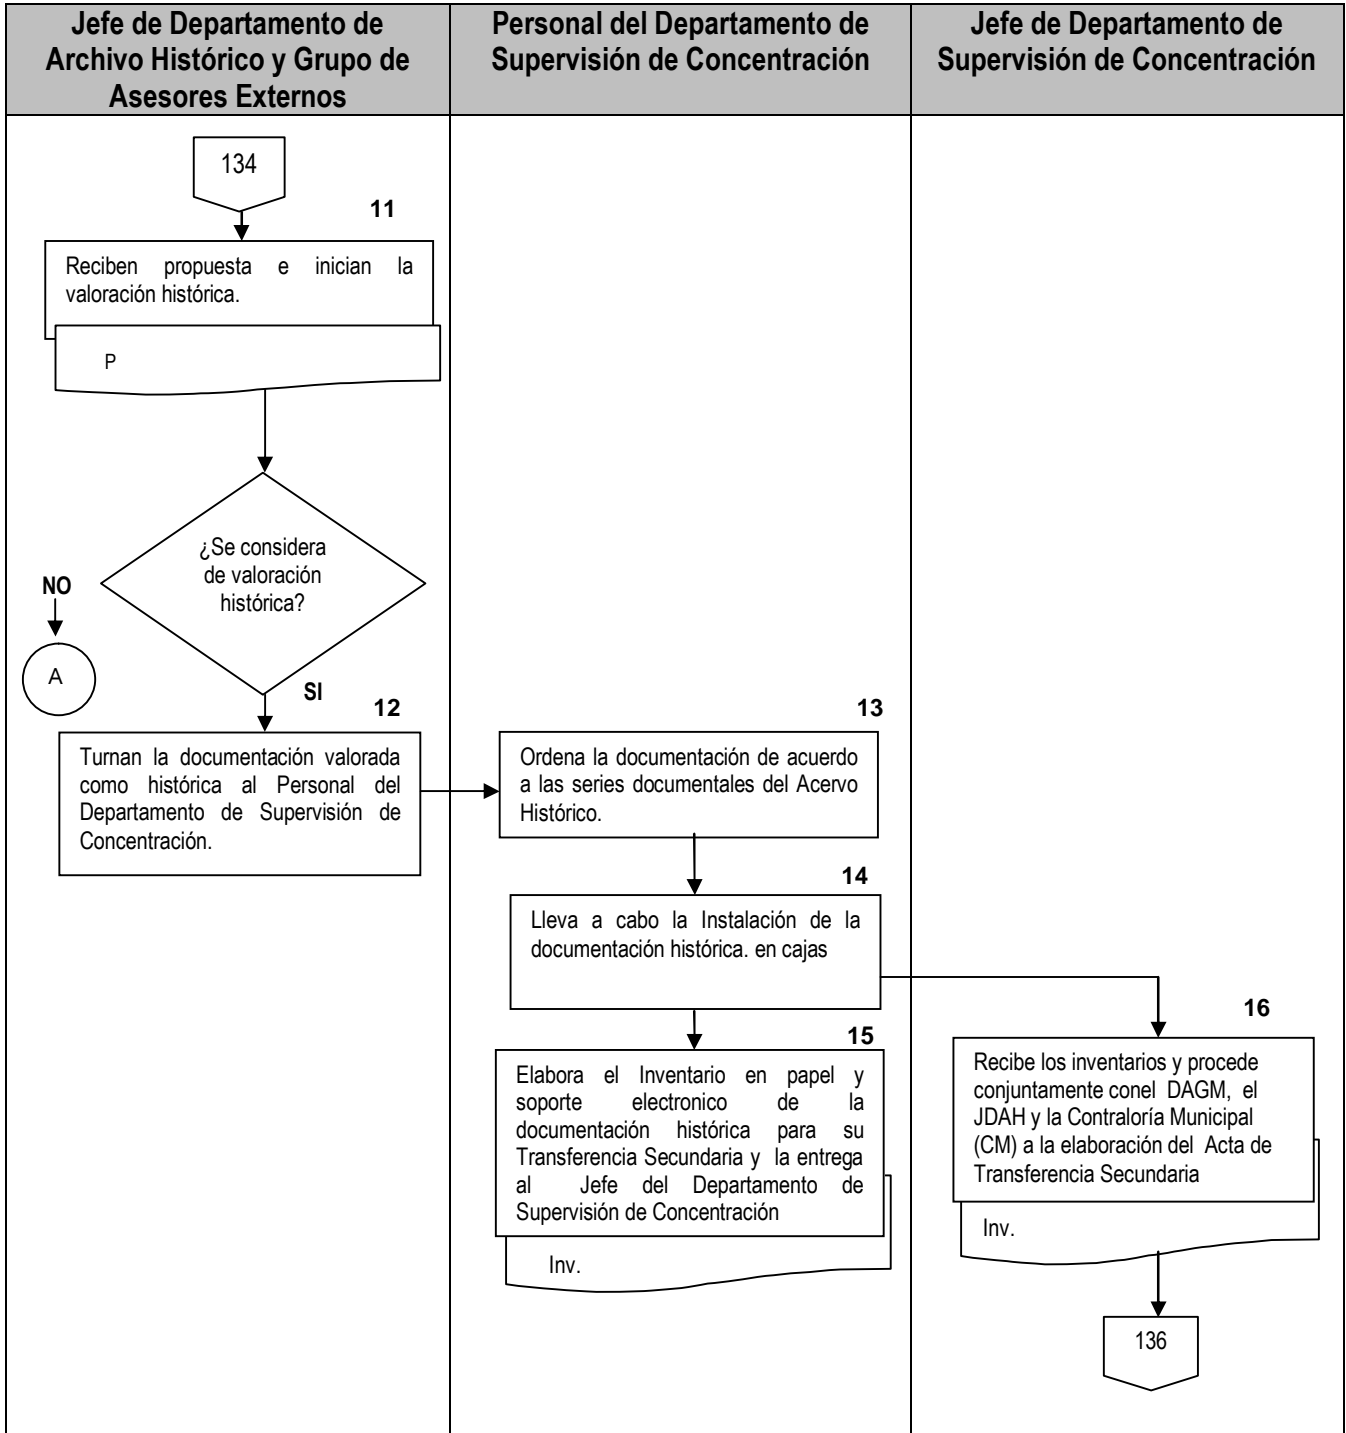 Jefe de Departamento de
Archivo Histórico y Grupo de
Asesores Externos
Personal del Departamento de
Supervisión de Concentración
Jefe de Departamento de
Supervisión de Concentración
134
11
Reciben propuesta e inician la
valoración histórica.
P
¿Se considera
de valoración
histórica?
NO
A
SI
12
Turnan la documentación valorada
como histórica al Personal del
Departamento de Supervisión de
Concentración.
13
Ordena la documentación de acuerdo
a las series documentales del Acervo
Histórico.
14
Lleva a cabo la Instalación de la
documentación histórica. en cajas
15
Elabora el Inventario en papel y
soporte electronico de la
documentación histórica para su
Transferencia Secundaria y la entrega
al Jefe del Departamento de
Supervisión de Concentración
Inv.
16
Recibe los inventarios y procede
conjuntamente conel DAGM, el
JDAH y la Contraloría Municipal
(CM) a la elaboración del Acta de
Transferencia Secundaria
Inv.
136